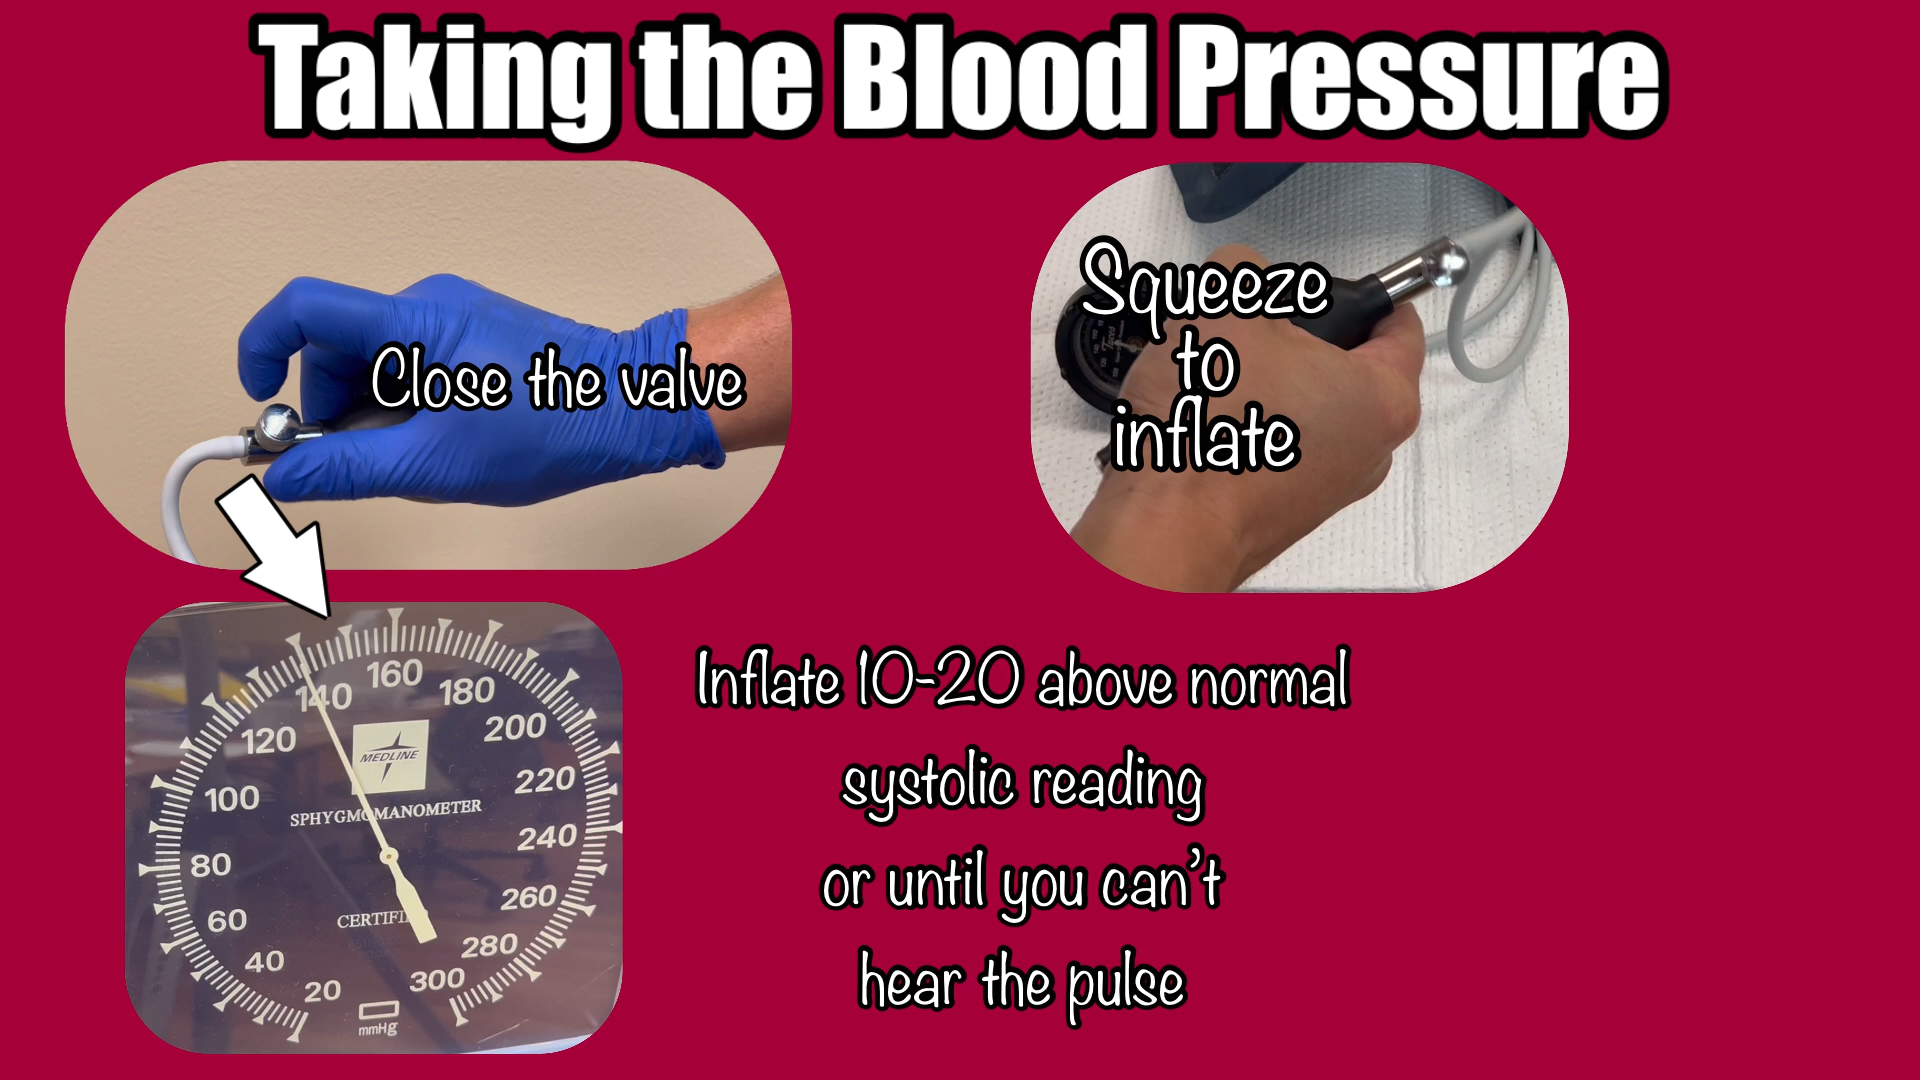 Taking the Blood Pressure
Close the valve
Squeeze
to
inflate
Inflate 10-20 above normal
systolic reading
or until you can't
hear the pulse
160
140
180
120
200
MEDLINE
100
220
SPHYGMOMANOMETER
240
80
260
CERTIFI
60
280
40
300
20
mmHg